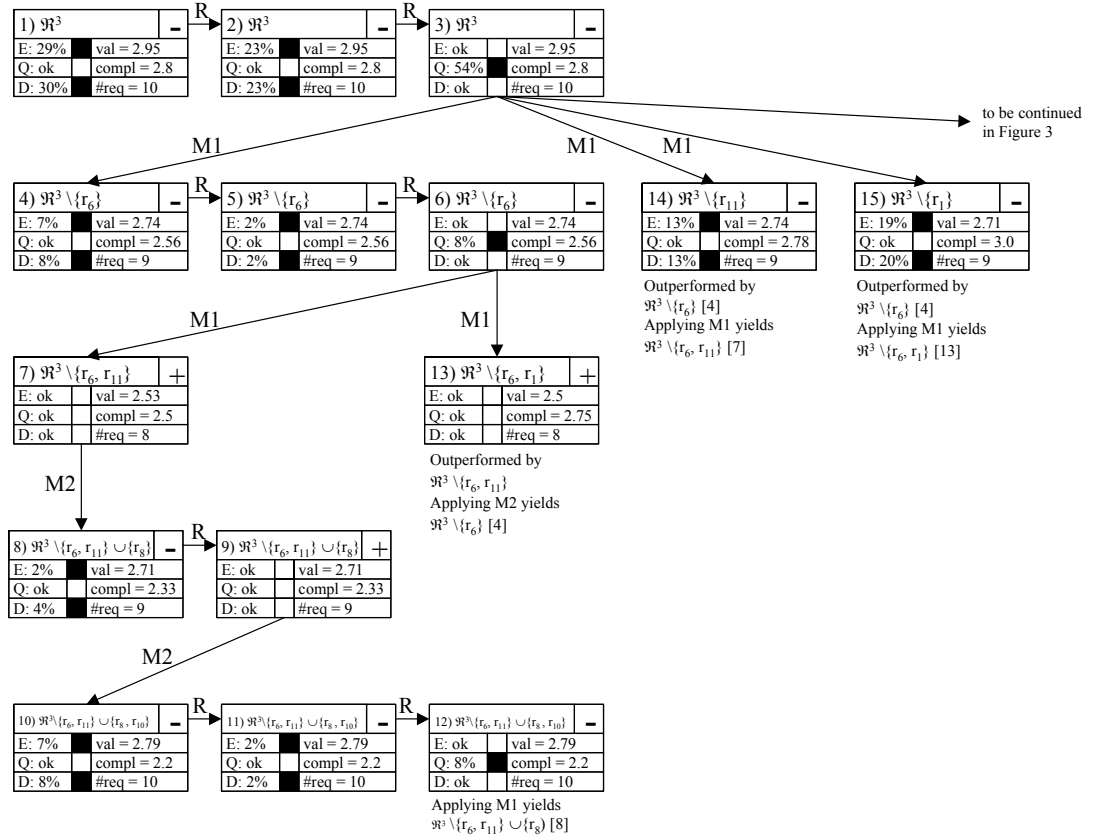 1) ℜ³ -
E: 29% val = 2.95
Q: ok compl = 2.8
D: 30% #req = 10
R
2) ℜ³ -
E: 23% val = 2.95
Q: ok compl = 2.8
D: 23% #req = 10
R
3) ℜ³ -
E: ok val = 2.95
Q: 54% compl = 2.8
D: ok #req = 10
to be continued
in Figure 3
M1
M1
M1
4) ℜ³ \{r₆} -
E: 7% val = 2.74
Q: ok compl = 2.56
D: 8% #req = 9
R
5) ℜ³ \{r₆} -
E: 2% val = 2.74
Q: ok compl = 2.56
D: 2% #req = 9
R
6) ℜ³ \{r₆} -
E: ok val = 2.74
Q: 8% compl = 2.56
D: ok #req = 9
14) ℜ³ \{r₁₁} -
E: 13% val = 2.74
Q: ok compl = 2.78
D: 13% #req = 9
Outperformed by
ℜ³ \{r₆} [4]
Applying M1 yields
ℜ³ \{r₆, r₁₁} [7]
15) ℜ³ \{r₁} -
E: 19% val = 2.71
Q: ok compl = 3.0
D: 20% #req = 9
Outperformed by
ℜ³ \{r₆} [4]
Applying M1 yields
ℜ³ \{r₆, r₁} [13]
M1
M1
7) ℜ³ \{r₆, r₁₁} +
E: ok val = 2.53
Q: ok compl = 2.5
D: ok #req = 8
13) ℜ³ \{r₆, r₁} +
E: ok val = 2.5
Q: ok compl = 2.75
D: ok #req = 8
Outperformed by
ℜ³ \{r₆, r₁₁}
Applying M2 yields
ℜ³ \{r₆} [4]
M2
8) ℜ³ \{r₆, r₁₁} ∪{r₈} -
E: 2% val = 2.71
Q: ok compl = 2.33
D: 4% #req = 9
R
9) ℜ³ \{r₆, r₁₁} ∪{r₈} +
E: ok val = 2.71
Q: ok compl = 2.33
D: ok #req = 9
M2
10) ℜ³\{r₆, r₁₁} ∪{r₈ , r₁₀} -
E: 7% val = 2.79
Q: ok compl = 2.2
D: 8% #req = 10
R
11) ℜ³\{r₆, r₁₁} ∪{r₈ , r₁₀} -
E: 2% val = 2.79
Q: ok compl = 2.2
D: 2% #req = 10
R
12) ℜ³\{r₆, r₁₁} ∪{r₈ , r₁₀} -
E: ok val = 2.79
Q: 8% compl = 2.2
D: ok #req = 10
Applying M1 yields
ℜ³ \{r₆, r₁₁} ∪{r₈) [8]